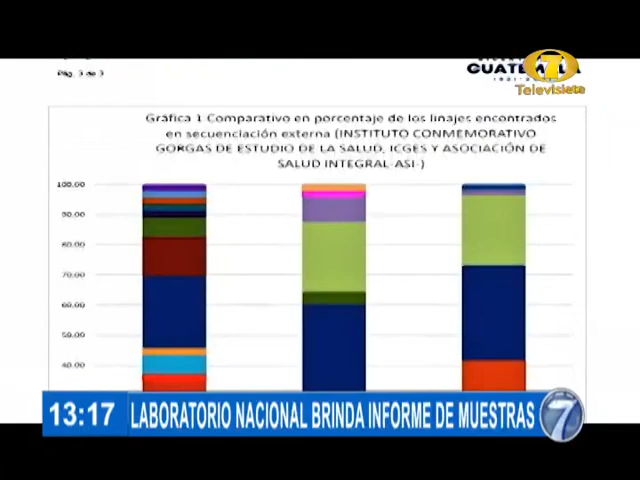 Pág. 3 de 3
GUATEMALA
7
Televisiete
Gráfica 1 Comparativo en porcentaje de los linajes encontrados
en secuenciación externa (INSTITUTO CONMEMORATIVO
GORGAS DE ESTUDIO DE LA SALUD, ICGES Y ASOCIACIÓN DE
SALUD INTEGRAL-ASI-)
100.00
90.00
80.00
70.00
60.00
50.00
40.00
13:17 LABORATORIO NACIONAL BRINDA INFORME DE MUESTRAS 7